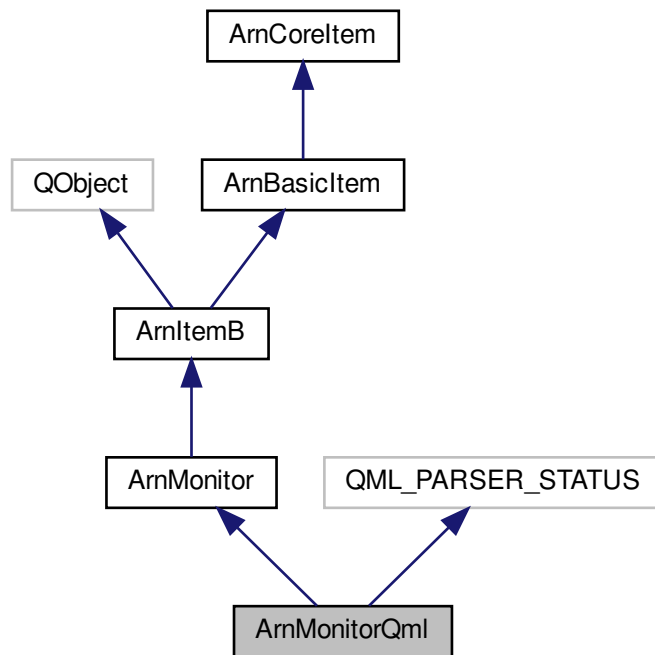 ArnCoreItem
QObject
ArnBasicItem
ArnItemB
ArnMonitor
QML_PARSER_STATUS
ArnMonitorQml